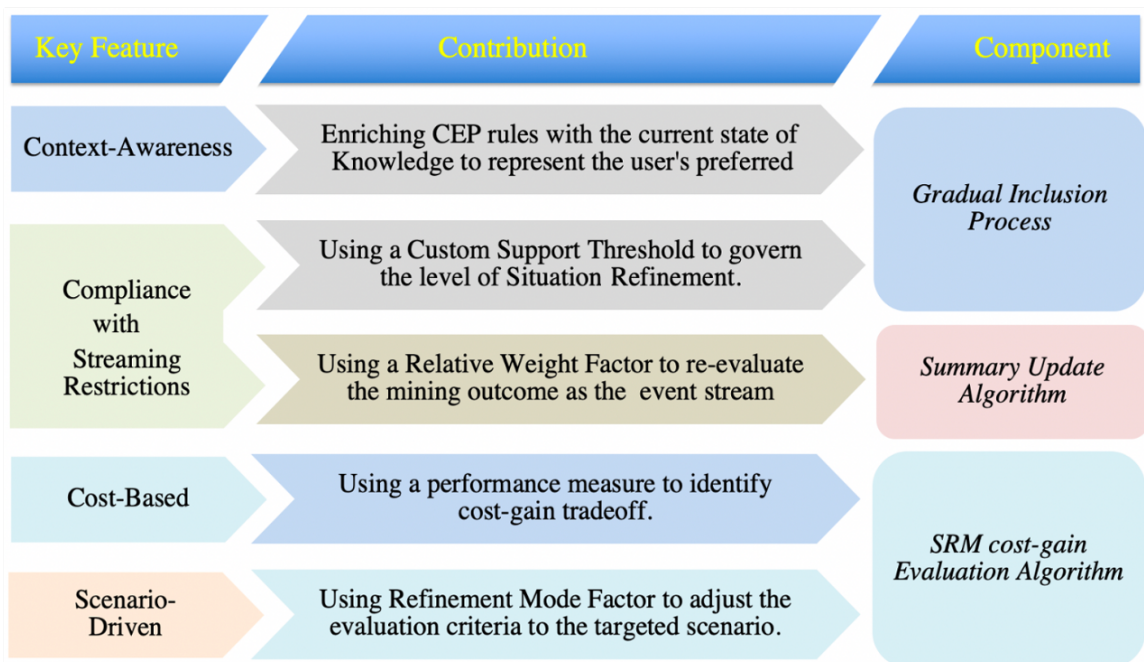 Key Feature
Contribution
Component
Context-Awareness
Enriching CEP rules with the current state of
Knowledge to represent the user's preferred
Gradual Inclusion
Process
Compliance
with
Streaming
Restrictions
Using a Custom Support Threshold to govern
the level of Situation Refinement.
Using a Relative Weight Factor to re-evaluate
the mining outcome as the event stream
Summary Update
Algorithm
Cost-Based
Using a performance measure to identify
cost-gain tradeoff.
SRM cost-gain
Evaluation Algorithm
Scenario-
Driven
Using Refinement Mode Factor to adjust the
evaluation criteria to the targeted scenario.